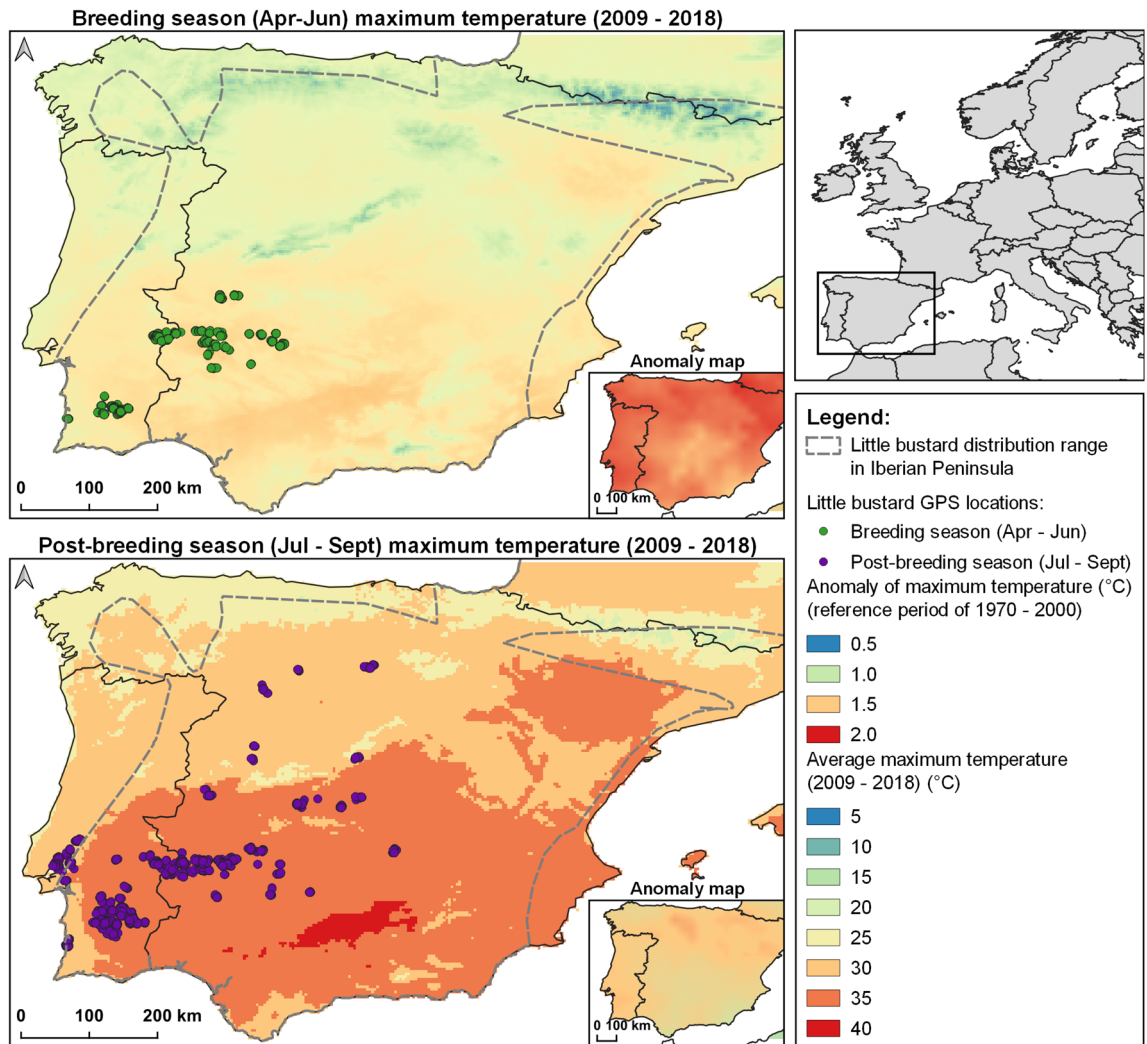 Breeding season (Apr-Jun) maximum temperature (2009 - 2018)
Anomaly map
0 100 km
0 100 200 km
Post-breeding season (Jul - Sept) maximum temperature (2009 - 2018)
Anomaly map
0 100 km
0 100 200 km
Legend:
Little bustard distribution range
in Iberian Peninsula
Little bustard GPS locations:
Breeding season (Apr - Jun)
Post-breeding season (Jul - Sept)
Anomaly of maximum temperature (°C)
(reference period of 1970 - 2000)
0.5
1.0
1.5
2.0
Average maximum temperature
(2009 - 2018) (°C)
5
10
15
20
25
30
35
40